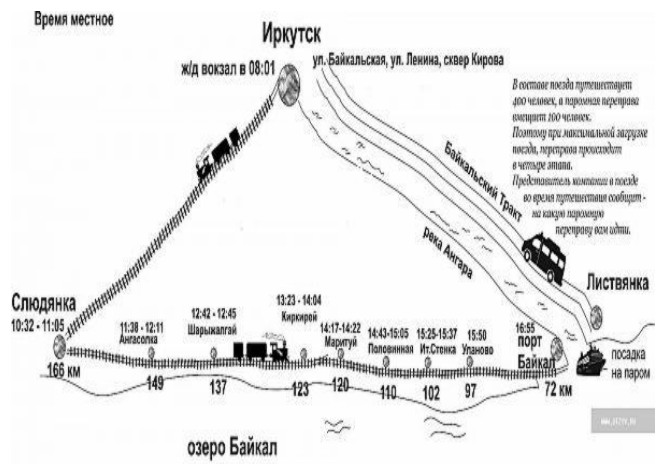 Время местное
Иркутск
ж/д вокзал в 08:01
ул. Байкальская, ул. Ленина, сквер Кирова
В составе поезда путешествует
400 человек, а паромная переправа
вмещает 100 человек.
Поэтому при максимальной загрузке
поезда, переправа происходит
в четыре этапа.
Представитель компании в поезде
во время путешествия сообщит -
на какую паромную
переправу вам идти.
Байкальский Тракт
река Ангара
Листвянка
Слюдянка
10:32 - 11:05
11:38 - 12:11
Ангасолка
12:42 - 12:45
Шарыжалгай
13:23 - 14:04
Киркирой
14:17-14:22
Маритуй
14:43-15:05
Половинная
15:25-15:37
Ит.Стонка
15:50
Уланово
16:55
порт
Байкал
посадка
на паром
166 км
149
137
123
120
110
102
97
72 км
озеро Байкал